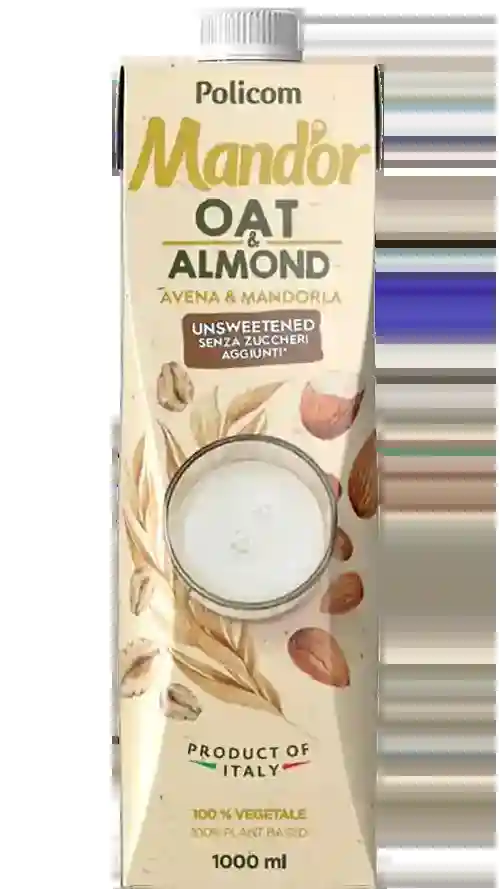 Policom
Mand'or
OAT
&
ALMOND
AVENA & MANDORLA
UNSWEETENED
SENZA ZUCCHERI
AGGIUNTI*
PRODUCT OF
ITALY
100 % VEGETALE
100% PLANT BASED
1000 ml